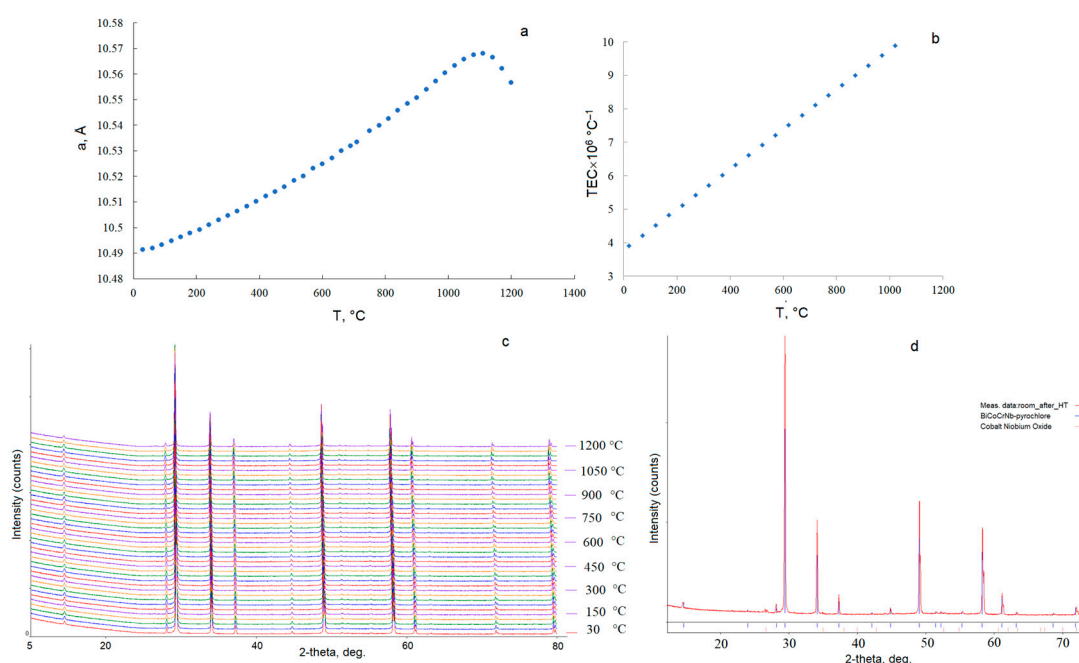 a
a, Å
10.58
10.57
10.56
10.55
10.54
10.53
10.52
10.51
10.5
10.49
10.48
0 200 400 600 800 1000 1200 1400
T, °C
b
TEC×10⁶ °C⁻¹
10
9
8
7
6
5
4
3
0 200 400 600 800 1000 1200
T, °C
c
Intensity (counts)
1200 °C
1050 °C
900 °C
750 °C
600 °C
450 °C
300 °C
150 °C
30 °C
0
5 20 40 60 80
2-theta, deg.
d
Intensity (counts)
Meas. data:room_after_HT
BiCoCrNb-pyrochlore
Cobalt Niobium Oxide
20 30 40 50 60 70
2-theta, deg.